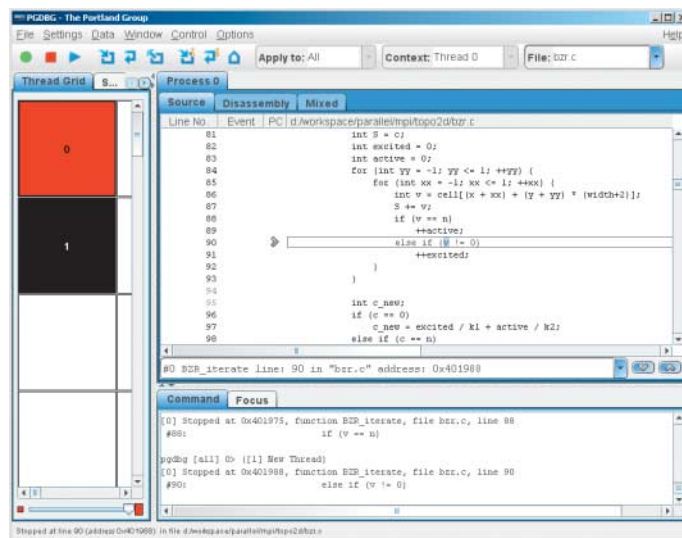 PGDBG - The Portland Group
File Settings Data Window Control Options Help
Apply to: All Context: Thread 0 File: bzr.c
Thread Grid S...
0
1
Process 0
Source Disassembly Mixed
Line No. Event PC d:/workspace/parallel/mpi/topo2d/bzr.c
81 int S = c;
82 int excited = 0;
83 int active = 0;
84 for (int yy = -1; yy <= 1; ++yy) {
85 for (int xx = -1; xx <= 1; ++xx) {
86 int v = cell[(x + xx) + (y + yy) * (width+2)];
87 S += v;
88 if (v == n)
89 ++active;
90 else if (v != 0)
91 ++excited;
92 }
93 }
94
95 int c_new;
96 if (c == 0)
97 c_new = excited / k1 + active / k2;
98 else if (c == n)
#0 BZR_iterate line: 90 in "bzr.c" address: 0x401988
Command Focus
[0] Stopped at 0x401975, function BZR_iterate, file bzr.c, line 88
#88: if (v == n)
pgdbg [all] 0> ([1] New Thread)
[0] Stopped at 0x401988, function BZR_iterate, file bzr.c, line 90
#90: else if (v != 0)
Stopped at line 90 (address 0x401988) in file d:/workspace/parallel/mpi/topo2d/bzr.c